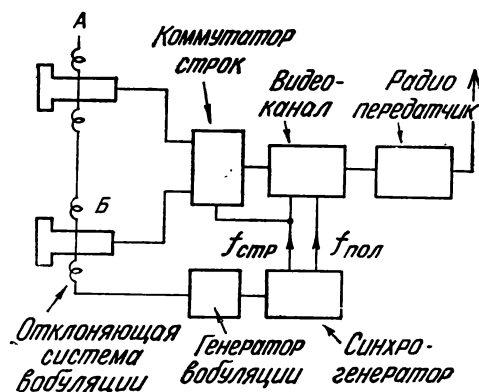 А
Коммутатор
строк
Видео-
канал
Радио
передатчик
Б
fстр
fпол
Отклоняющая
система
вобуляции
Генератор
вобуляции
Синхро-
генератор